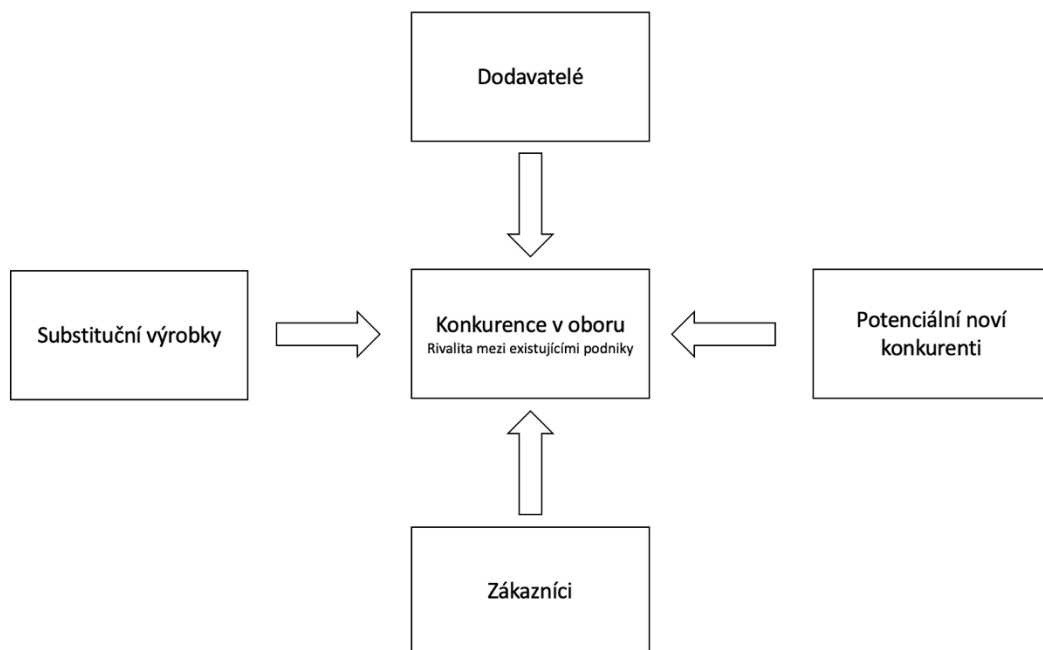 Dodavatelé
Substituční výrobky
Konkurence v oboru
Rivalita mezi existujícími podniky
Potenciální noví
konkurenti
Zákazníci